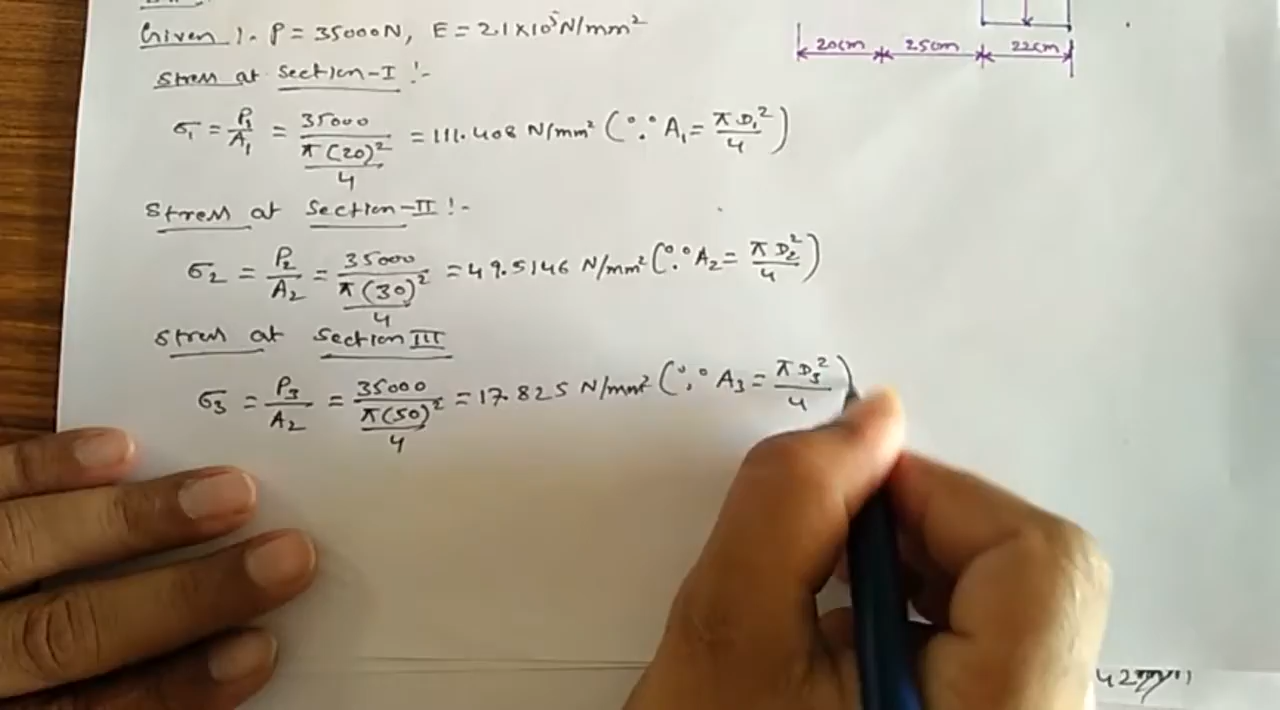 Given :- P = 35000N, E = 2.1×10⁵N/mm²
20cm 25cm 22cm
Stress at Section-I :-
σ₁ = P₁/A₁ = 35000/(π(20)²/4) = 111.408 N/mm² (∵ A₁ = πD₁²/4)
Stress at Section-II :-
σ₂ = P₂/A₂ = 35000/(π(30)²/4) = 49.5146 N/mm² (∵ A₂ = πD₂²/4)
Stress at Section III
σ₃ = P₃/A₂ = 35000/(π(50)²/4) = 17.825 N/mm² (∵ A₃ = πD₃²/4)